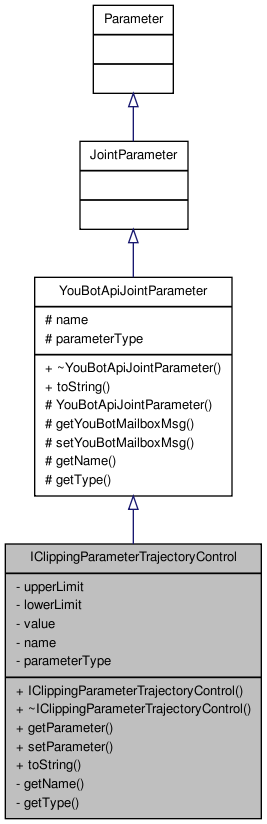 Parameter
JointParameter
YouBotApiJointParameter
# name
# parameterType
+ ~YouBotApiJointParameter()
+ toString()
# YouBotApiJointParameter()
# getYouBotMailboxMsg()
# setYouBotMailboxMsg()
# getName()
# getType()
IClippingParameterTrajectoryControl
- upperLimit
- lowerLimit
- value
- name
- parameterType
+ IClippingParameterTrajectoryControl()
+ ~IClippingParameterTrajectoryControl()
+ getParameter()
+ setParameter()
+ toString()
- getName()
- getType()